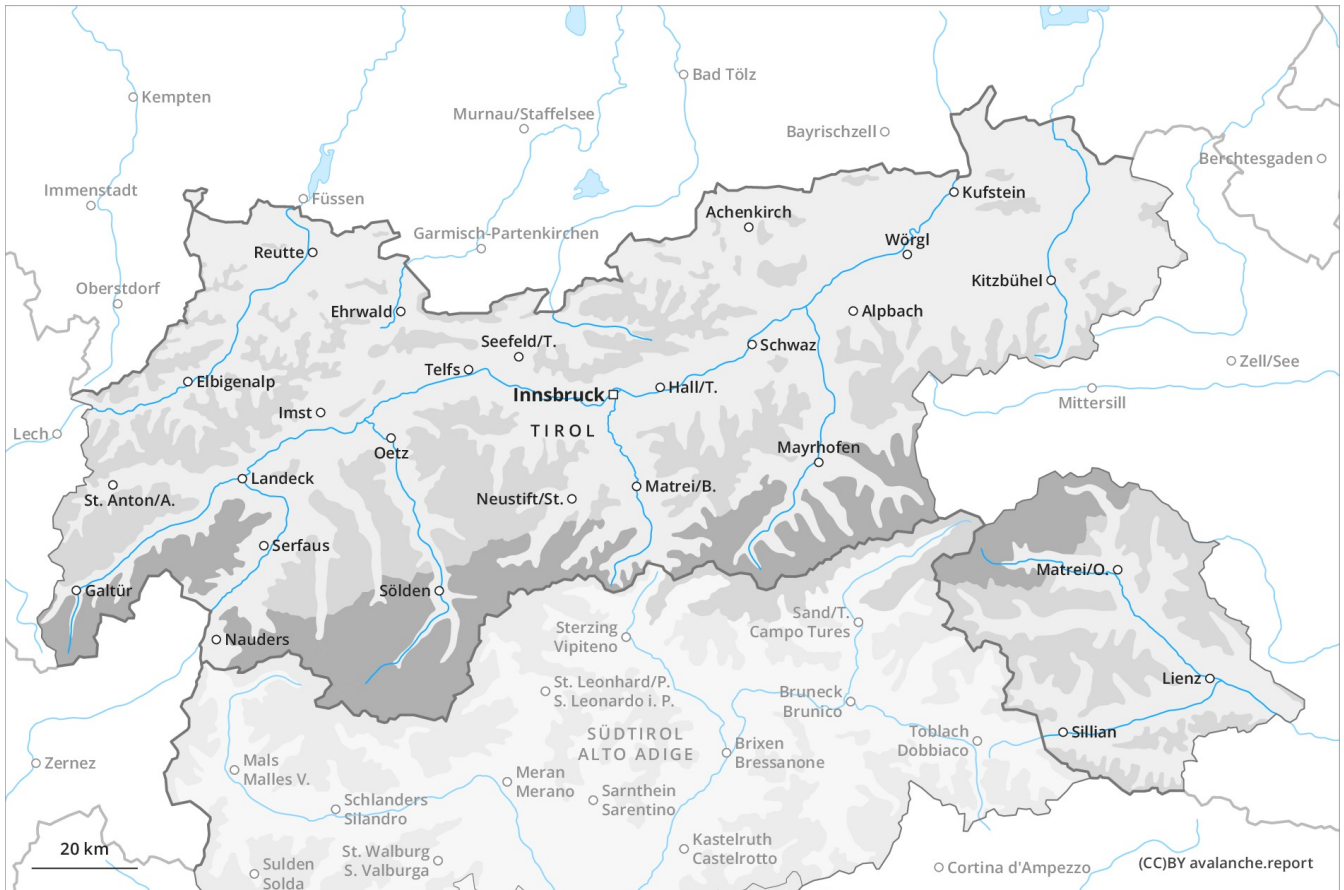 Bad Tölz
Kempten
Murnau/Staffelsee
Bayrischzell
Berchtesgaden
Immenstadt
Füssen
Kufstein
Achenkirch
Garmisch-Partenkirchen
Wörgl
Reutte
Kitzbühel
Oberstdorf
Ehrwald
Alpbach
Seefeld/T.
Schwaz
Zell/See
Telfs
Elbigenalp
Hall/T.
Innsbruck
Mittersill
Imst
TIROL
Lech
Oetz
Mayrhofen
Landeck
Matrei/B.
St. Anton/A.
Neustift/St.
Serfaus
Matrei/O.
Galtür
Sölden
Sand/T.
Campo Tures
Sterzing
Vipiteno
Nauders
Lienz
St. Leonhard/P.
S. Leonardo i. P.
Bruneck
Brunico
Sillian
SÜDTIROL
ALTO ADIGE
Toblach
Dobbiaco
Brixen
Bressanone
Zernez
Mals
Malles V.
Meran
Merano
Sarnthein
Sarentino
Schlanders
Silandro
Kastelruth
Castelrotto
20 km
St. Walburg
S. Valburga
Sulden
Solda
Cortina d'Ampezzo
(CC)BY avalanche.report